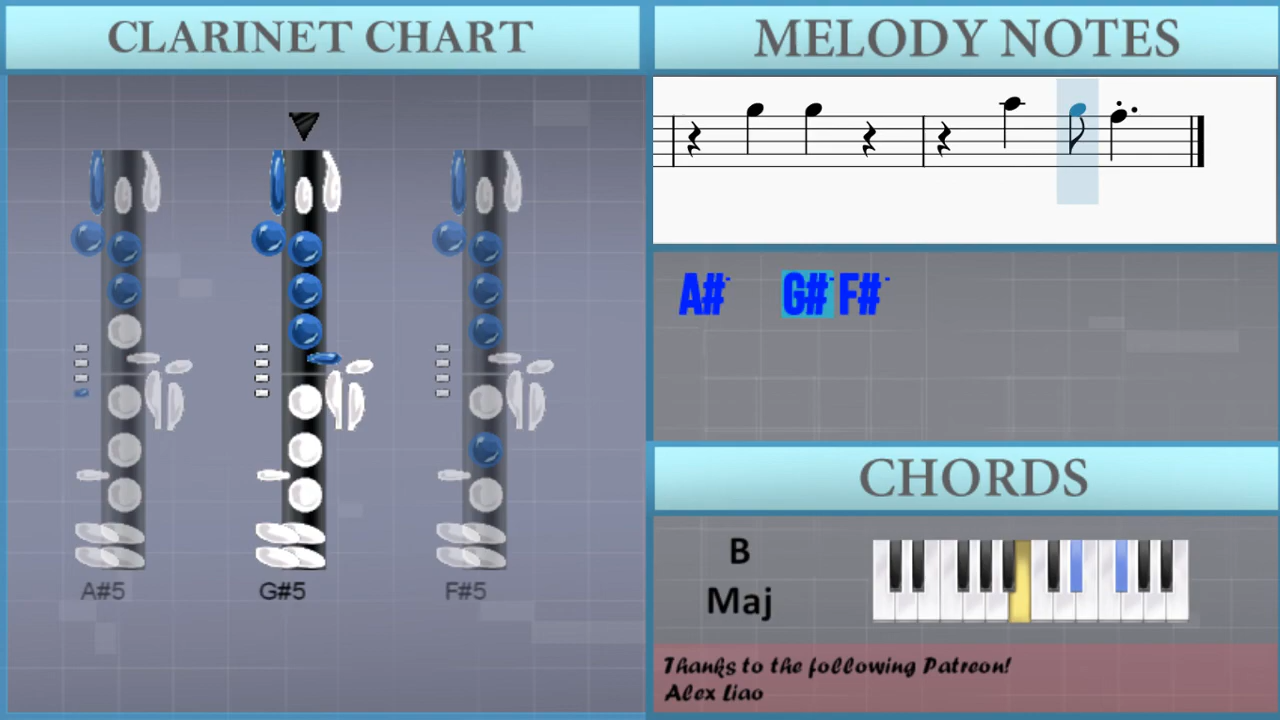 CLARINET CHART
A#5
G#5
F#5
MELODY NOTES
A#- G#- F#-
CHORDS
B
Maj
Thanks to the following Patreon!
Alex Liao